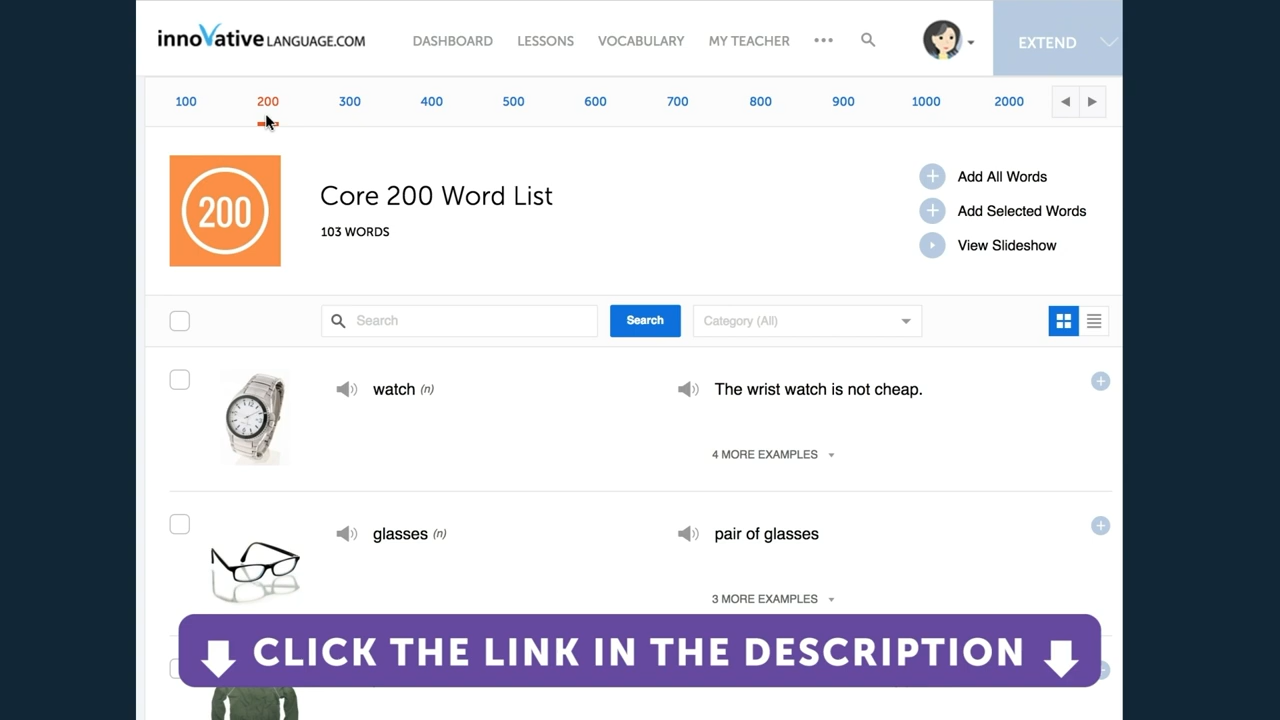 innoVative LANGUAGE.COM DASHBOARD LESSONS VOCABULARY MY TEACHER EXTEND
100 200 300 400 500 600 700 800 900 1000 2000
200
Core 200 Word List
103 WORDS
Add All Words
Add Selected Words
View Slideshow
Search Search Category (All)
watch (n) The wrist watch is not cheap.
4 MORE EXAMPLES
glasses (n) pair of glasses
3 MORE EXAMPLES
CLICK THE LINK IN THE DESCRIPTION